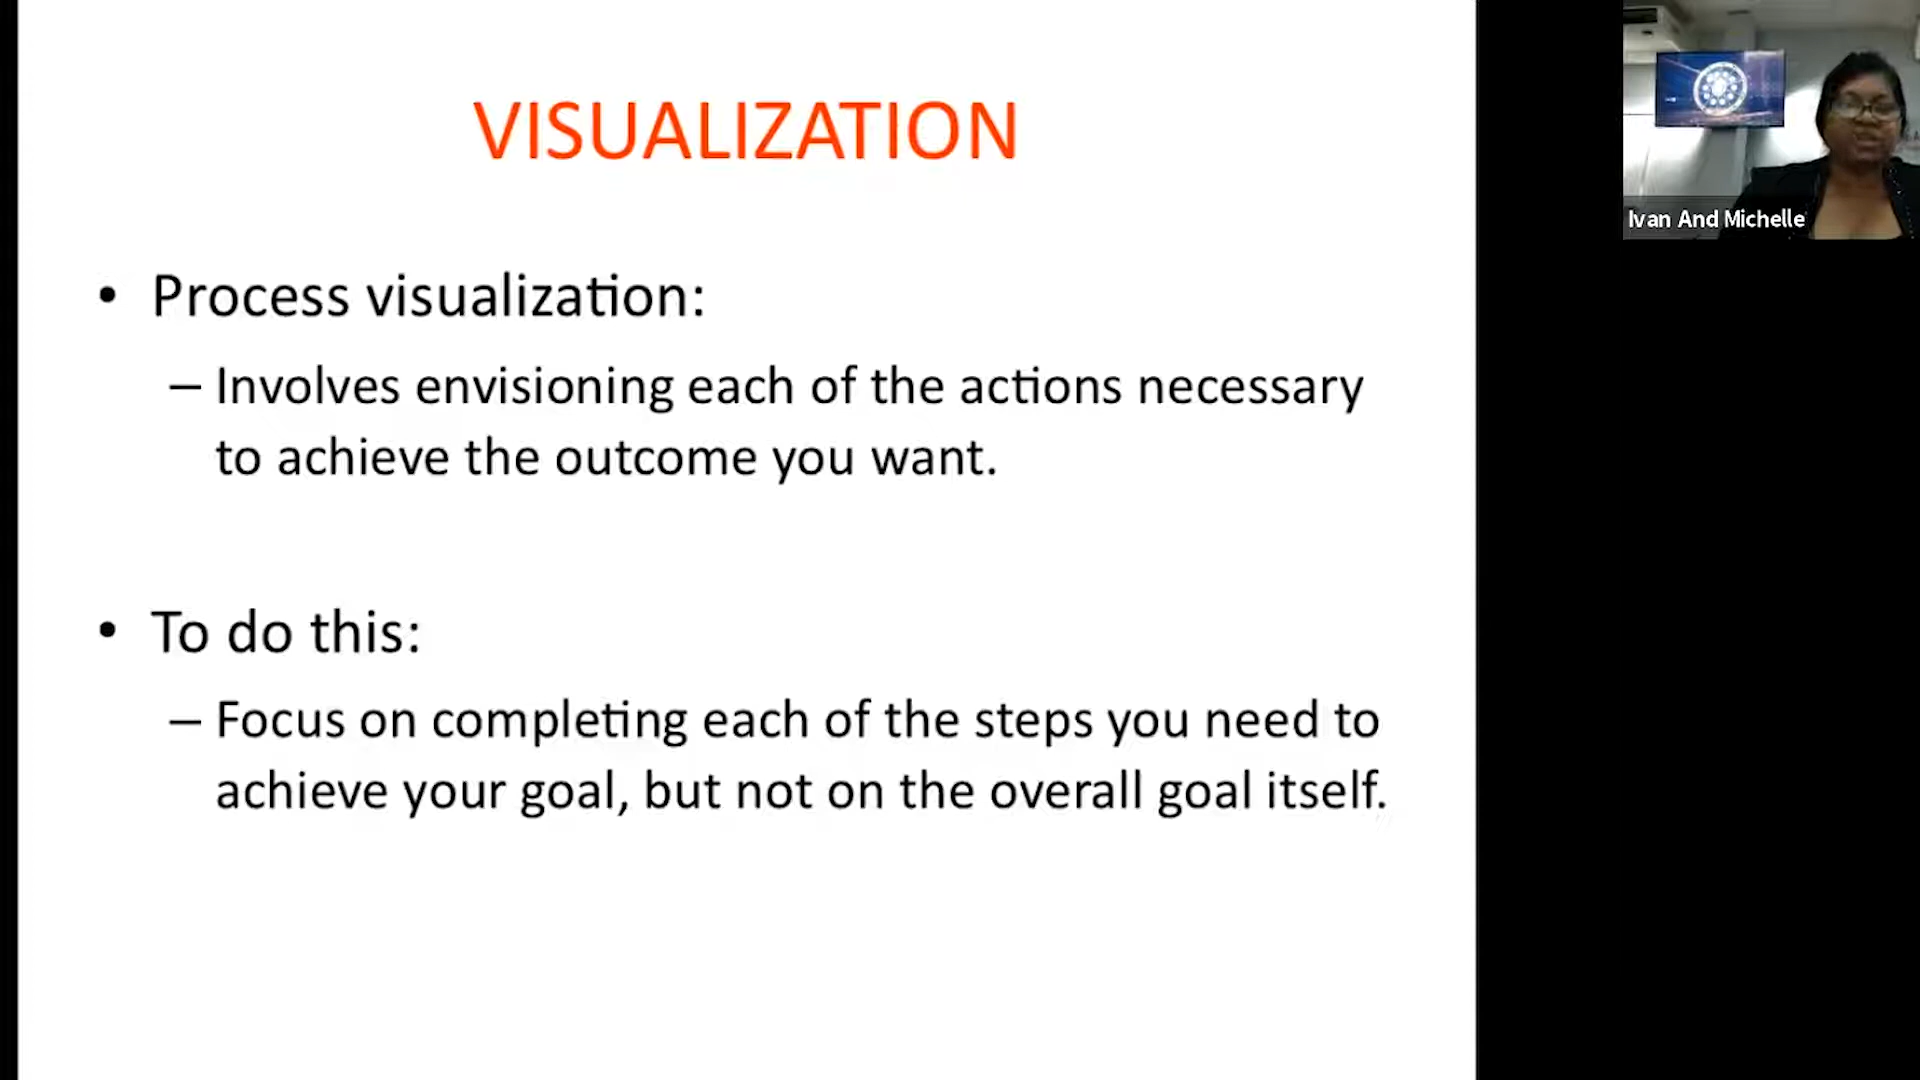 VISUALIZATION
• Process visualization:
– Involves envisioning each of the actions necessary
to achieve the outcome you want.
• To do this:
– Focus on completing each of the steps you need to
achieve your goal, but not on the overall goal itself.
Ivan And Michelle